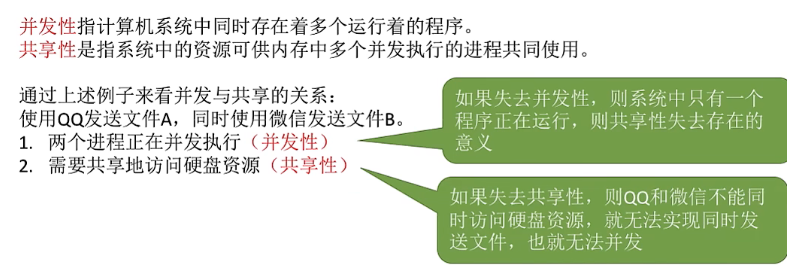 并发性指计算机系统中同时存在着多个运行着的程序。
共享性是指系统中的资源可供内存中多个并发执行的进程共同使用。
通过上述例子来看并发与共享的关系：
使用QQ发送文件A，同时使用微信发送文件B。
1. 两个进程正在并发执行（并发性）
2. 需要共享地访问硬盘资源（共享性）
如果失去并发性，则系统中只有一个
程序正在运行，则共享性失去存在的
意义
如果失去共享性，则QQ和微信不能同
时访问硬盘资源，就无法实现同时发
送文件，也就无法并发